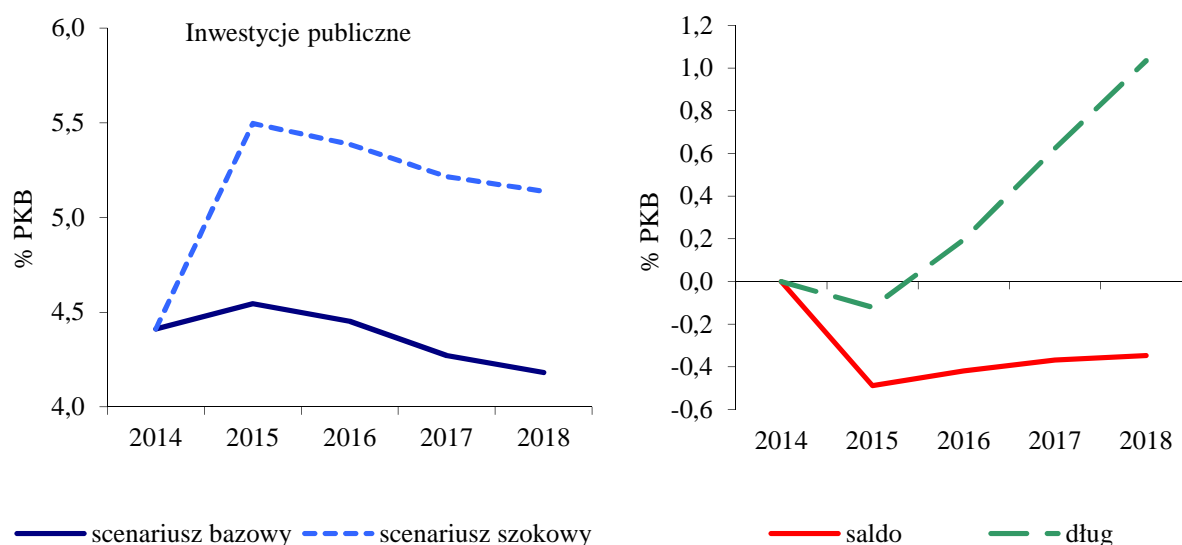 Inwestycje publiczne
% PKB
6,0
5,5
5,0
4,5
4,0
2014 2015 2016 2017 2018
scenariusz bazowy scenariusz szokowy
% PKB
1,2
1,0
0,8
0,6
0,4
0,2
0,0
-0,2
-0,4
-0,6
2014 2015 2016 2017 2018
saldo dług